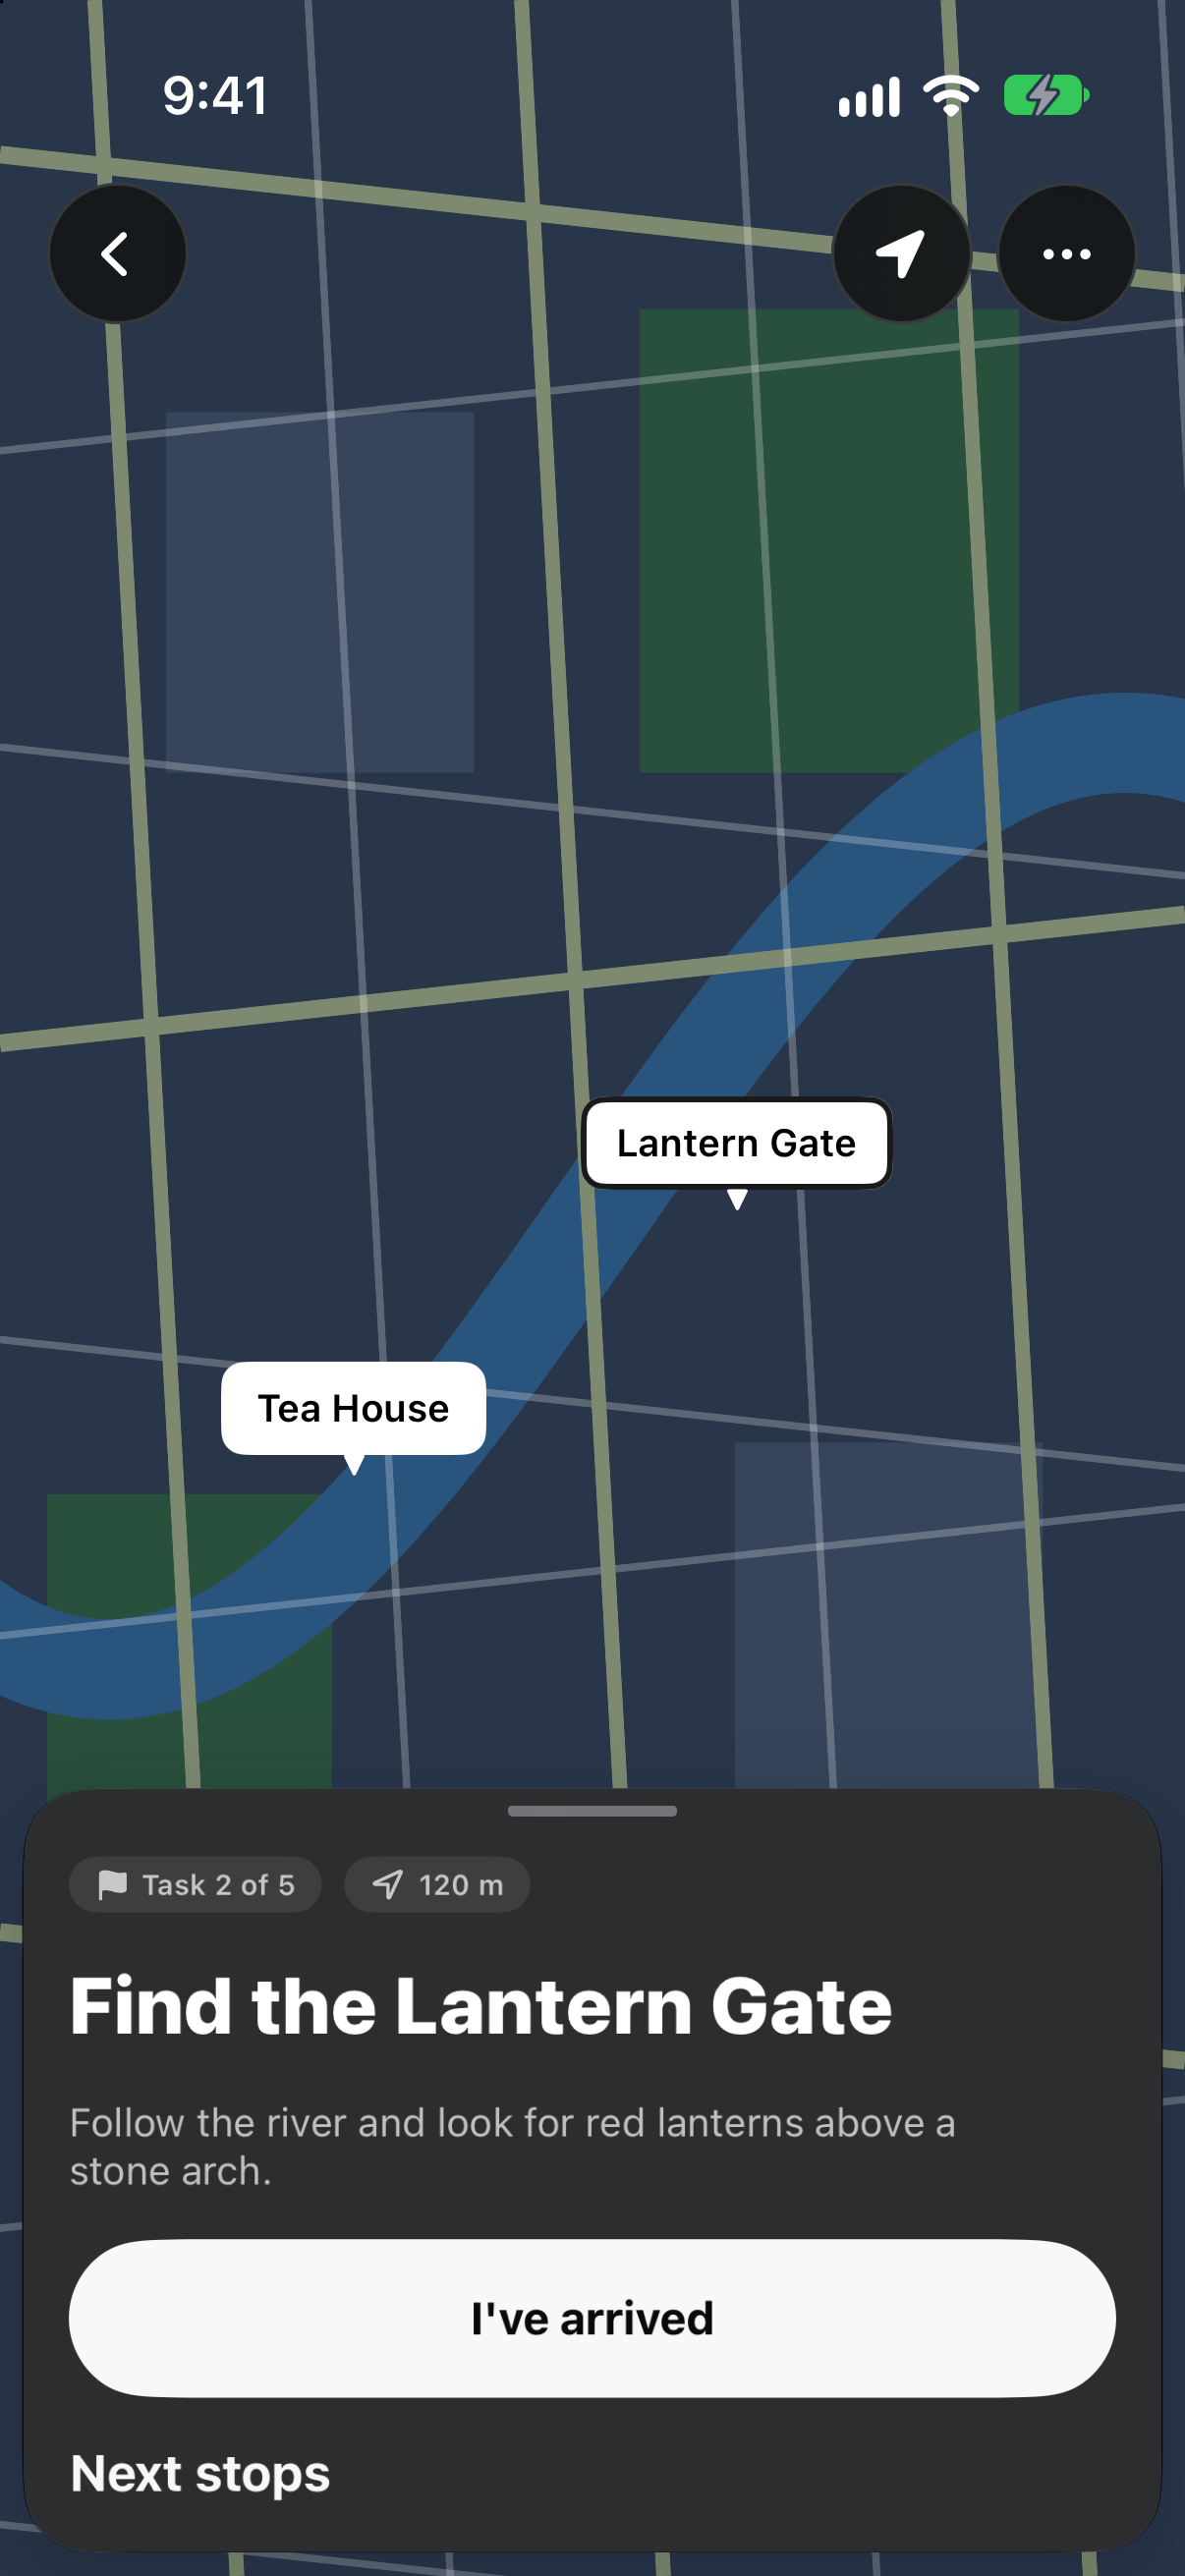 9:41
Lantern Gate
Tea House
Task 2 of 5
120 m
Find the Lantern Gate
Follow the river and look for red lanterns above a
stone arch.
I've arrived
Next stops